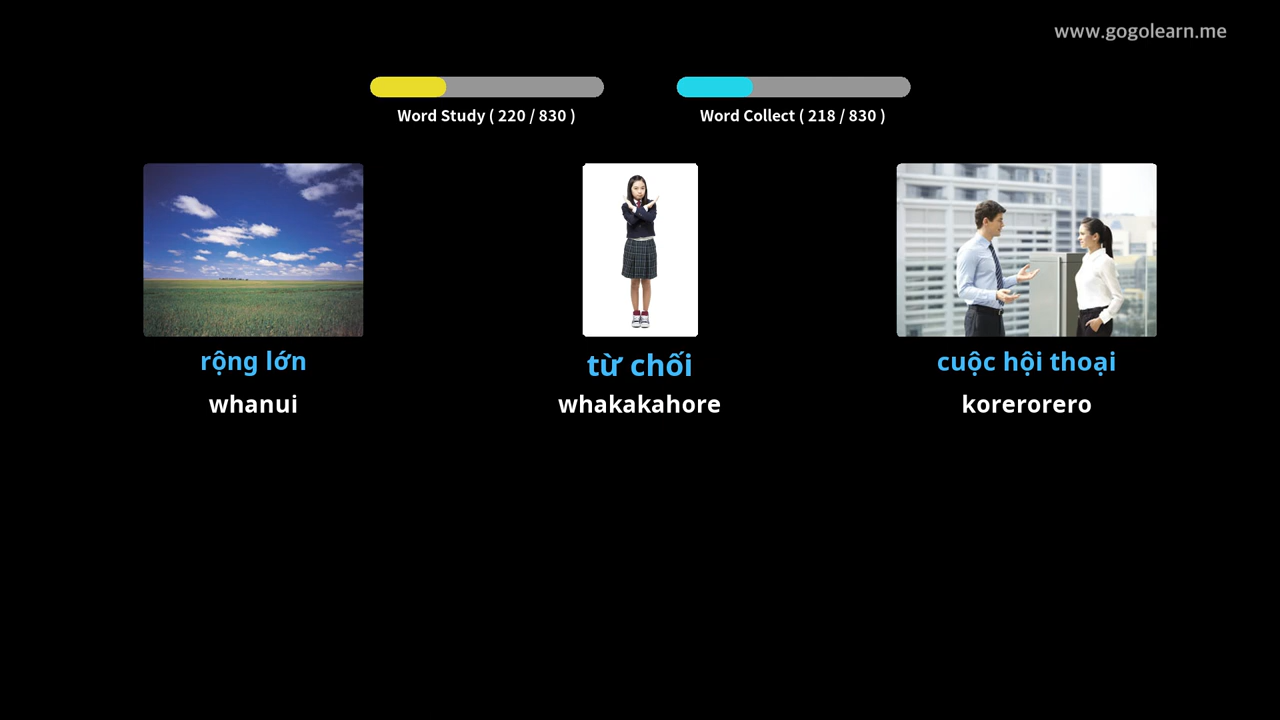 www.gogolearn.me
Word Study ( 220 / 830 )
Word Collect ( 218 / 830 )
rộng lớn
whanui
từ chối
whakakahore
cuộc hội thoại
korerorero